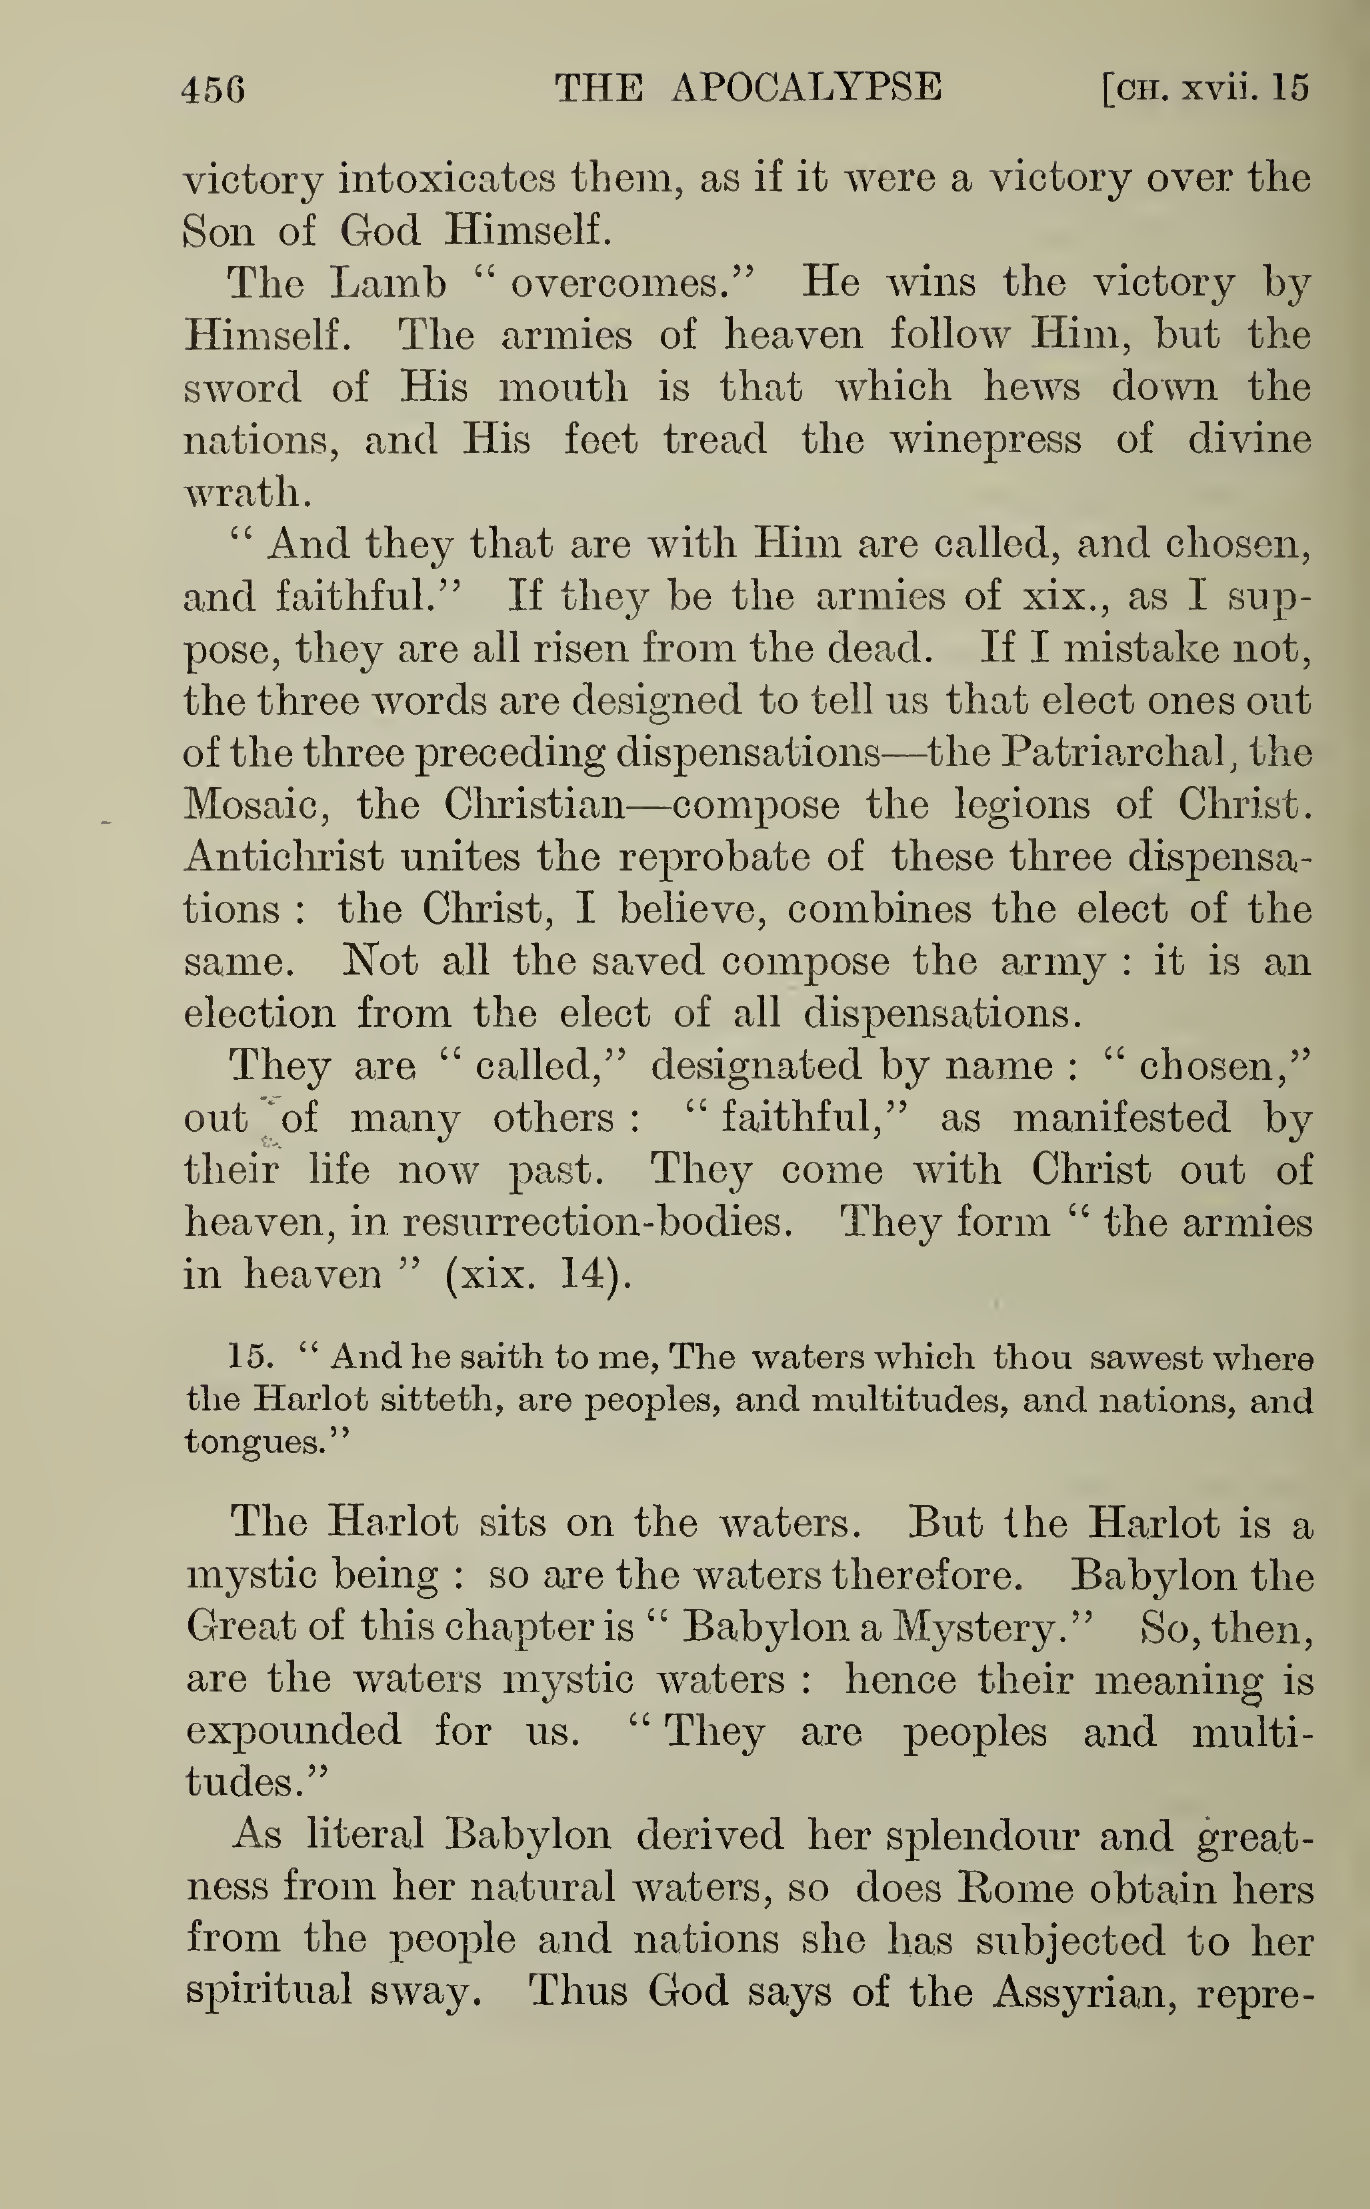 456 THE APOCALYPSE [CH. xvii. 15
victory intoxicates them, as if it were a victory over the
Son of God Himself.
The Lamb “ overcomes.” He wins the victory by
Himself. The armies of heaven follow Him, but the
sword of His mouth is that which hews down the
nations, and His feet tread the winepress of divine
wrath.
“ And they that are with Him are called, and chosen,
and faithful.” If they be the armies of xix., as I sup-
pose, they are all risen from the dead. If I mistake not,
the three words are designed to tell us that elect ones out
of the three preceding dispensations—the Patriarchal, the
Mosaic, the Christian—compose the legions of Christ.
Antichrist unites the reprobate of these three dispensa-
tions : the Christ, I believe, combines the elect of the
same. Not all the saved compose the army : it is an
election from the elect of all dispensations.
They are “ called,” designated by name : “ chosen,”
out of many others : “ faithful,” as manifested by
their life now past. They come with Christ out of
heaven, in resurrection-bodies. They form “ the armies
in heaven ” (xix. 14).
15. “ And he saith to me, The waters which thou sawest where
the Harlot sitteth, are peoples, and multitudes, and nations, and
tongues.”
The Harlot sits on the waters. But the Harlot is a
mystic being : so are the waters therefore. Babylon the
Great of this chapter is “ Babylon a Mystery.” So, then,
are the waters mystic waters : hence their meaning is
expounded for us. “ They are peoples and multi-
tudes.”
As literal Babylon derived her splendour and great-
ness from her natural waters, so does Rome obtain hers
from the people and nations she has subjected to her
spiritual sway. Thus God says of the Assyrian, repre-